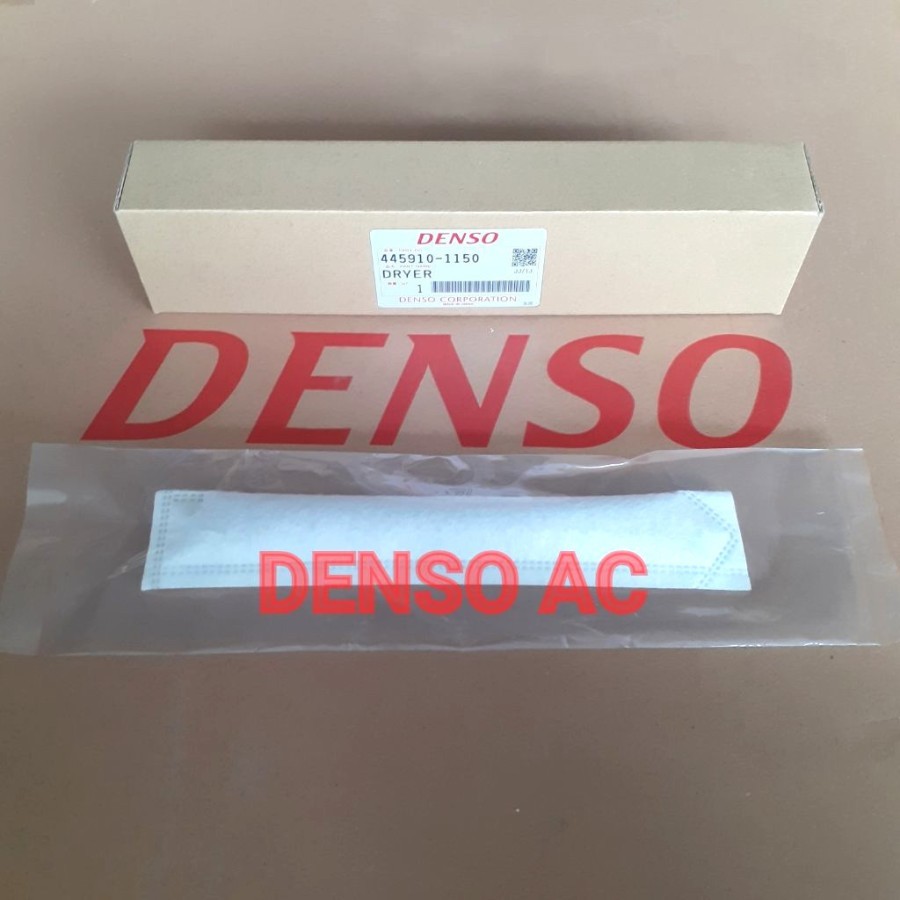 DENSO
445910-1150
DRYER
1
DENSO CORPORATION
DENSO
DENSO AC